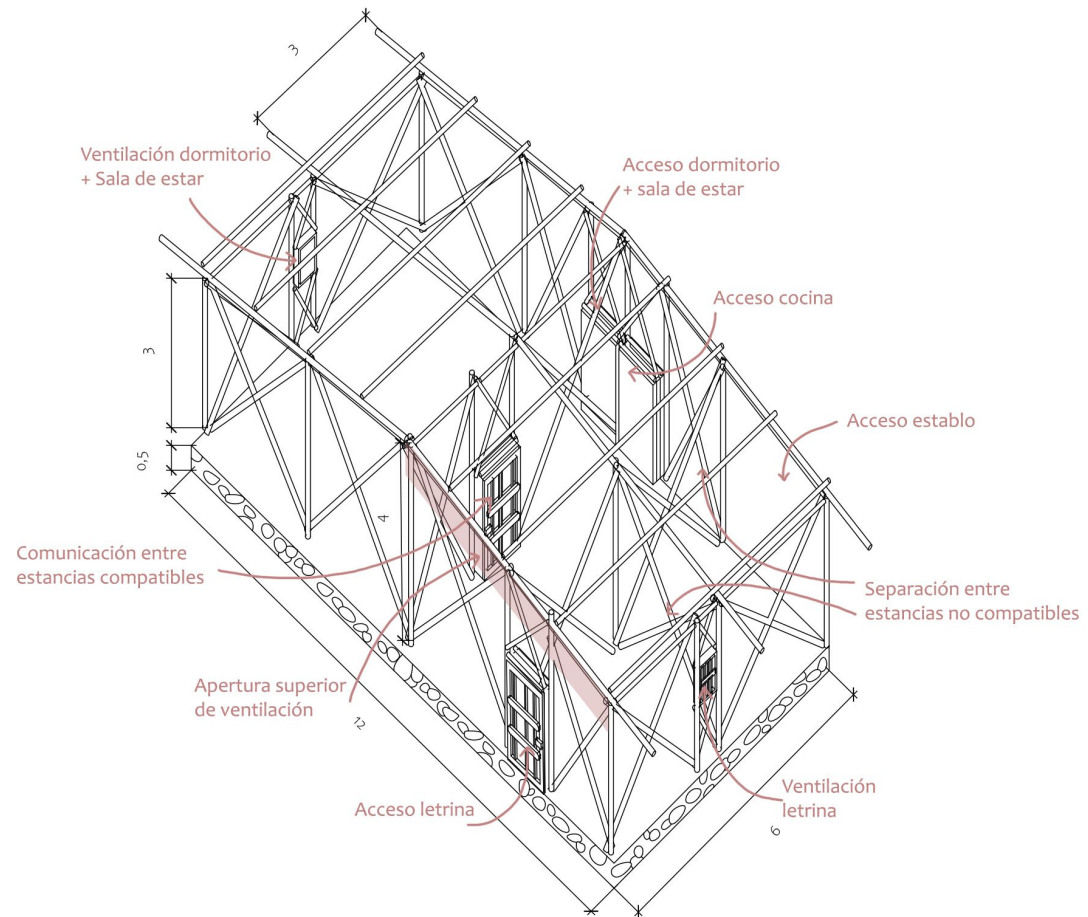 3
Ventilación dormitorio
+ Sala de estar
Acceso dormitorio
+ sala de estar
Acceso cocina
3
Acceso establo
0,5
4
Comunicación entre
estancias compatibles
Separación entre
estancias no compatibles
Apertura superior
de ventilación
12
Acceso letrina
Ventilación
letrina
6